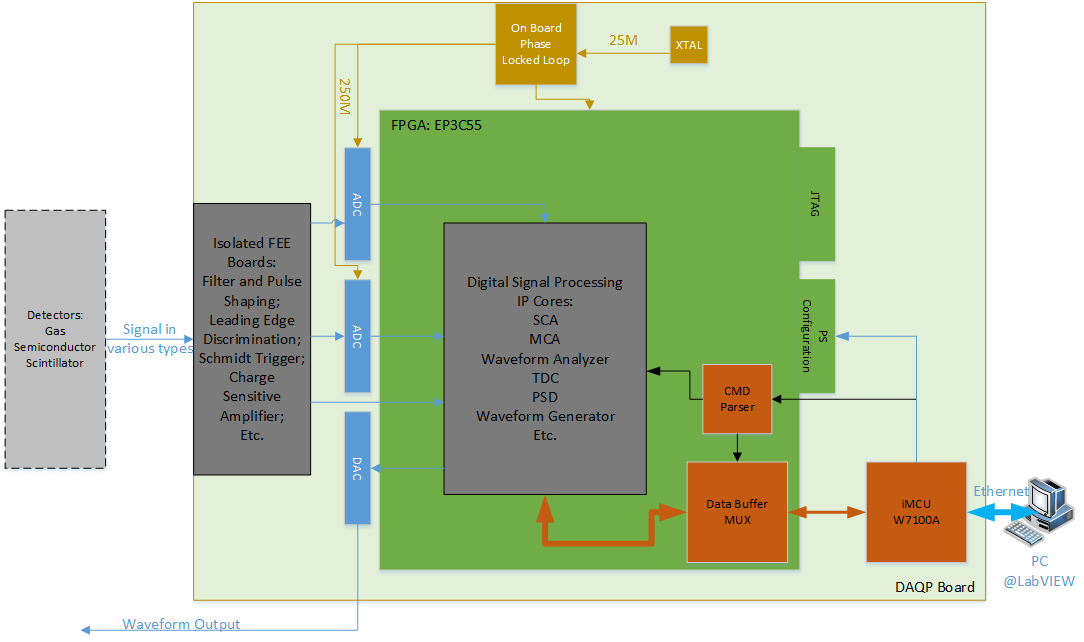 On Board
Phase
Locked Loop
25M
XTAL
250M
FPGA: EP3C55
ADC
JTAG
Isolated FEE
Boards:
Filter and Pulse
Shaping;
Leading Edge
Discrimination;
Schmidt Trigger;
Charge
Sensitive
Amplifier;
Etc.
Detectors:
Gas
Semiconductor
Scintillator
Signal in
various types
ADC
Digital Signal Processing
IP Cores:
SCA
MCA
Waveform Analyzer
TDC
PSD
Waveform Generator
Etc.
PS
Configuration
CMD
Parser
DAC
Data Buffer
MUX
iMCU
W7100A
Ethernet
PC
@LabVIEW
DAQP Board
Waveform Output